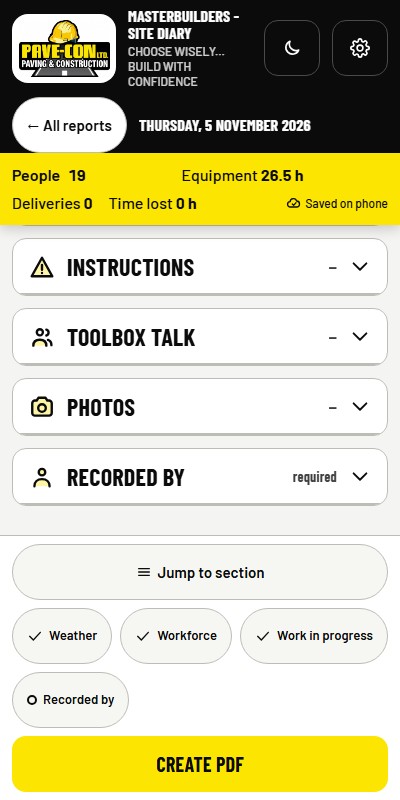 PAVE-CON LTD.
PAVING & CONSTRUCTION
MASTERBUILDERS -
SITE DIARY
CHOOSE WISELY...
BUILD WITH
CONFIDENCE
← All reports
THURSDAY, 5 NOVEMBER 2026
People 19
Equipment 26.5 h
Deliveries 0
Time lost 0 h
Saved on phone
INSTRUCTIONS –
TOOLBOX TALK –
PHOTOS –
RECORDED BY required
Jump to section
Weather
Workforce
Work in progress
Recorded by
CREATE PDF